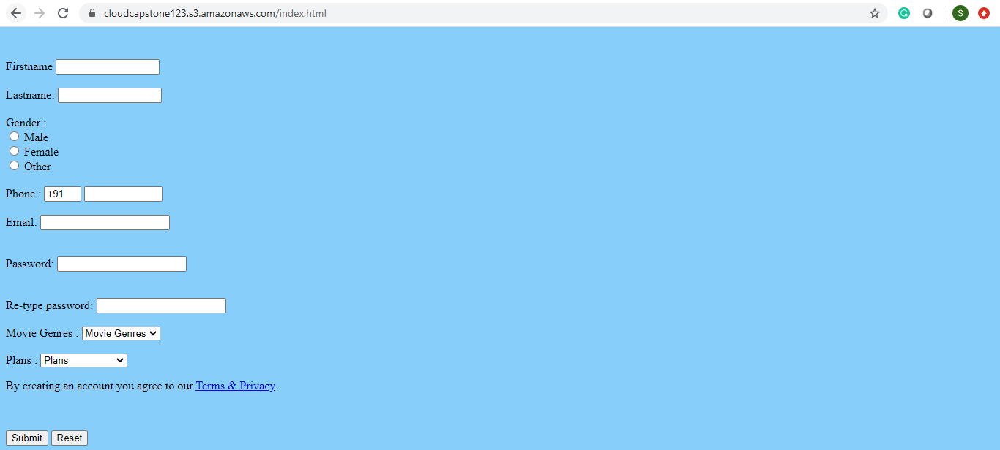 cloudcapstone123.s3.amazonaws.com/index.html
G
S
Firstname
Lastname:
Gender :
Male
Female
Other
Phone : +91
Email:
Password:
Re-type password:
Movie Genres : Movie Genres
Plans : Plans
By creating an account you agree to our Terms & Privacy.
Submit Reset